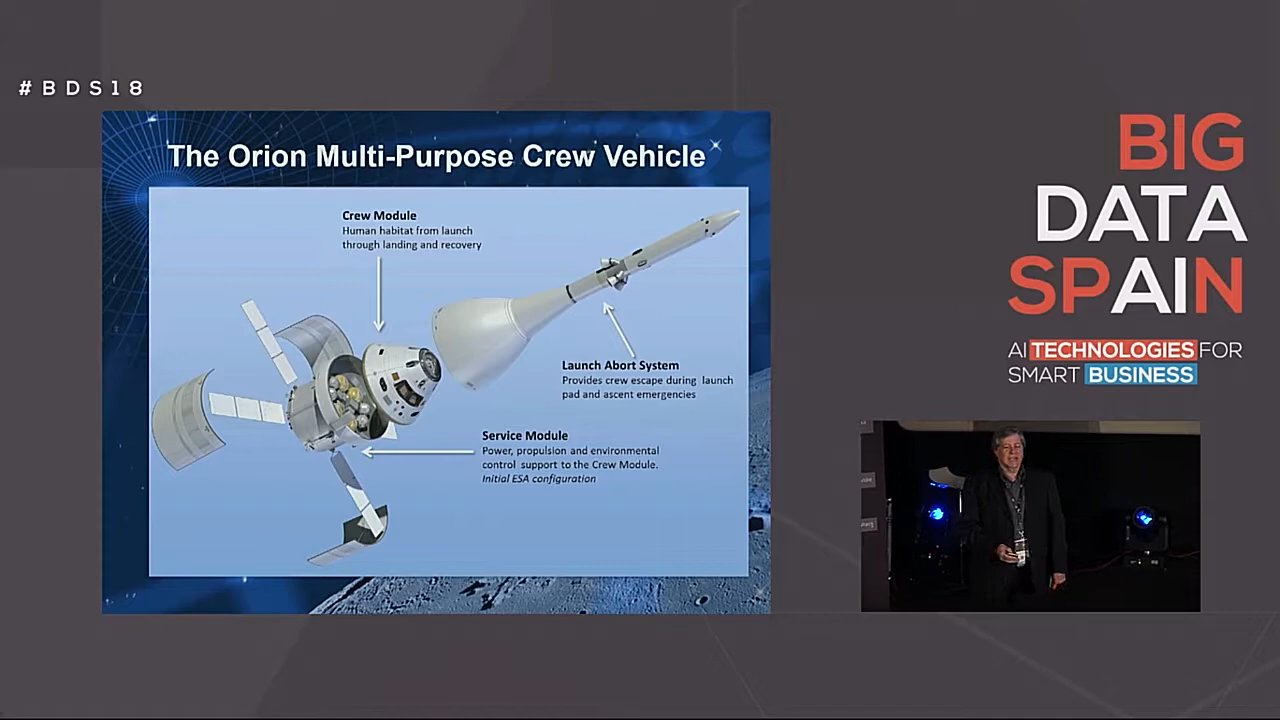 #BDS18
The Orion Multi-Purpose Crew Vehicle
Crew Module
Human habitat from launch
through landing and recovery
Launch Abort System
Provides crew escape during launch
pad and ascent emergencies
Service Module
Power, propulsion and environmental
control support to the Crew Module.
Initial ESA configuration
BIG
DATA
SPAIN
AI TECHNOLOGIES FOR
SMART BUSINESS